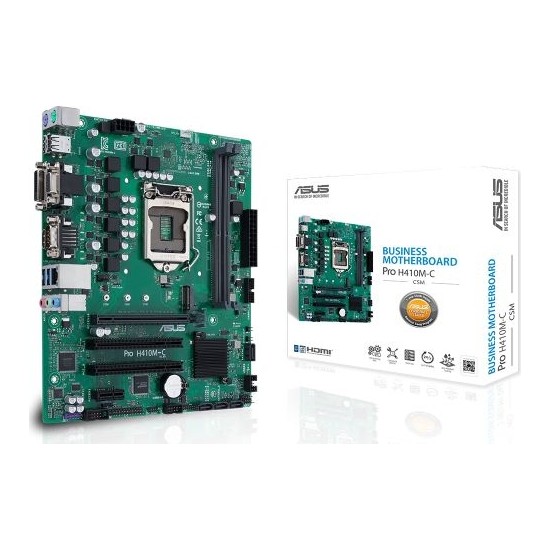 ASUS
Pro H410M-C
ASUS
IN SEARCH OF INCREDIBLE
BUSINESS
MOTHERBOARD
Pro H410M-C
CSM
HDMI
ASUS
IN SEARCH OF INCREDIBLE
BUSINESS MOTHERBOARD
Pro H410M-C
CSM